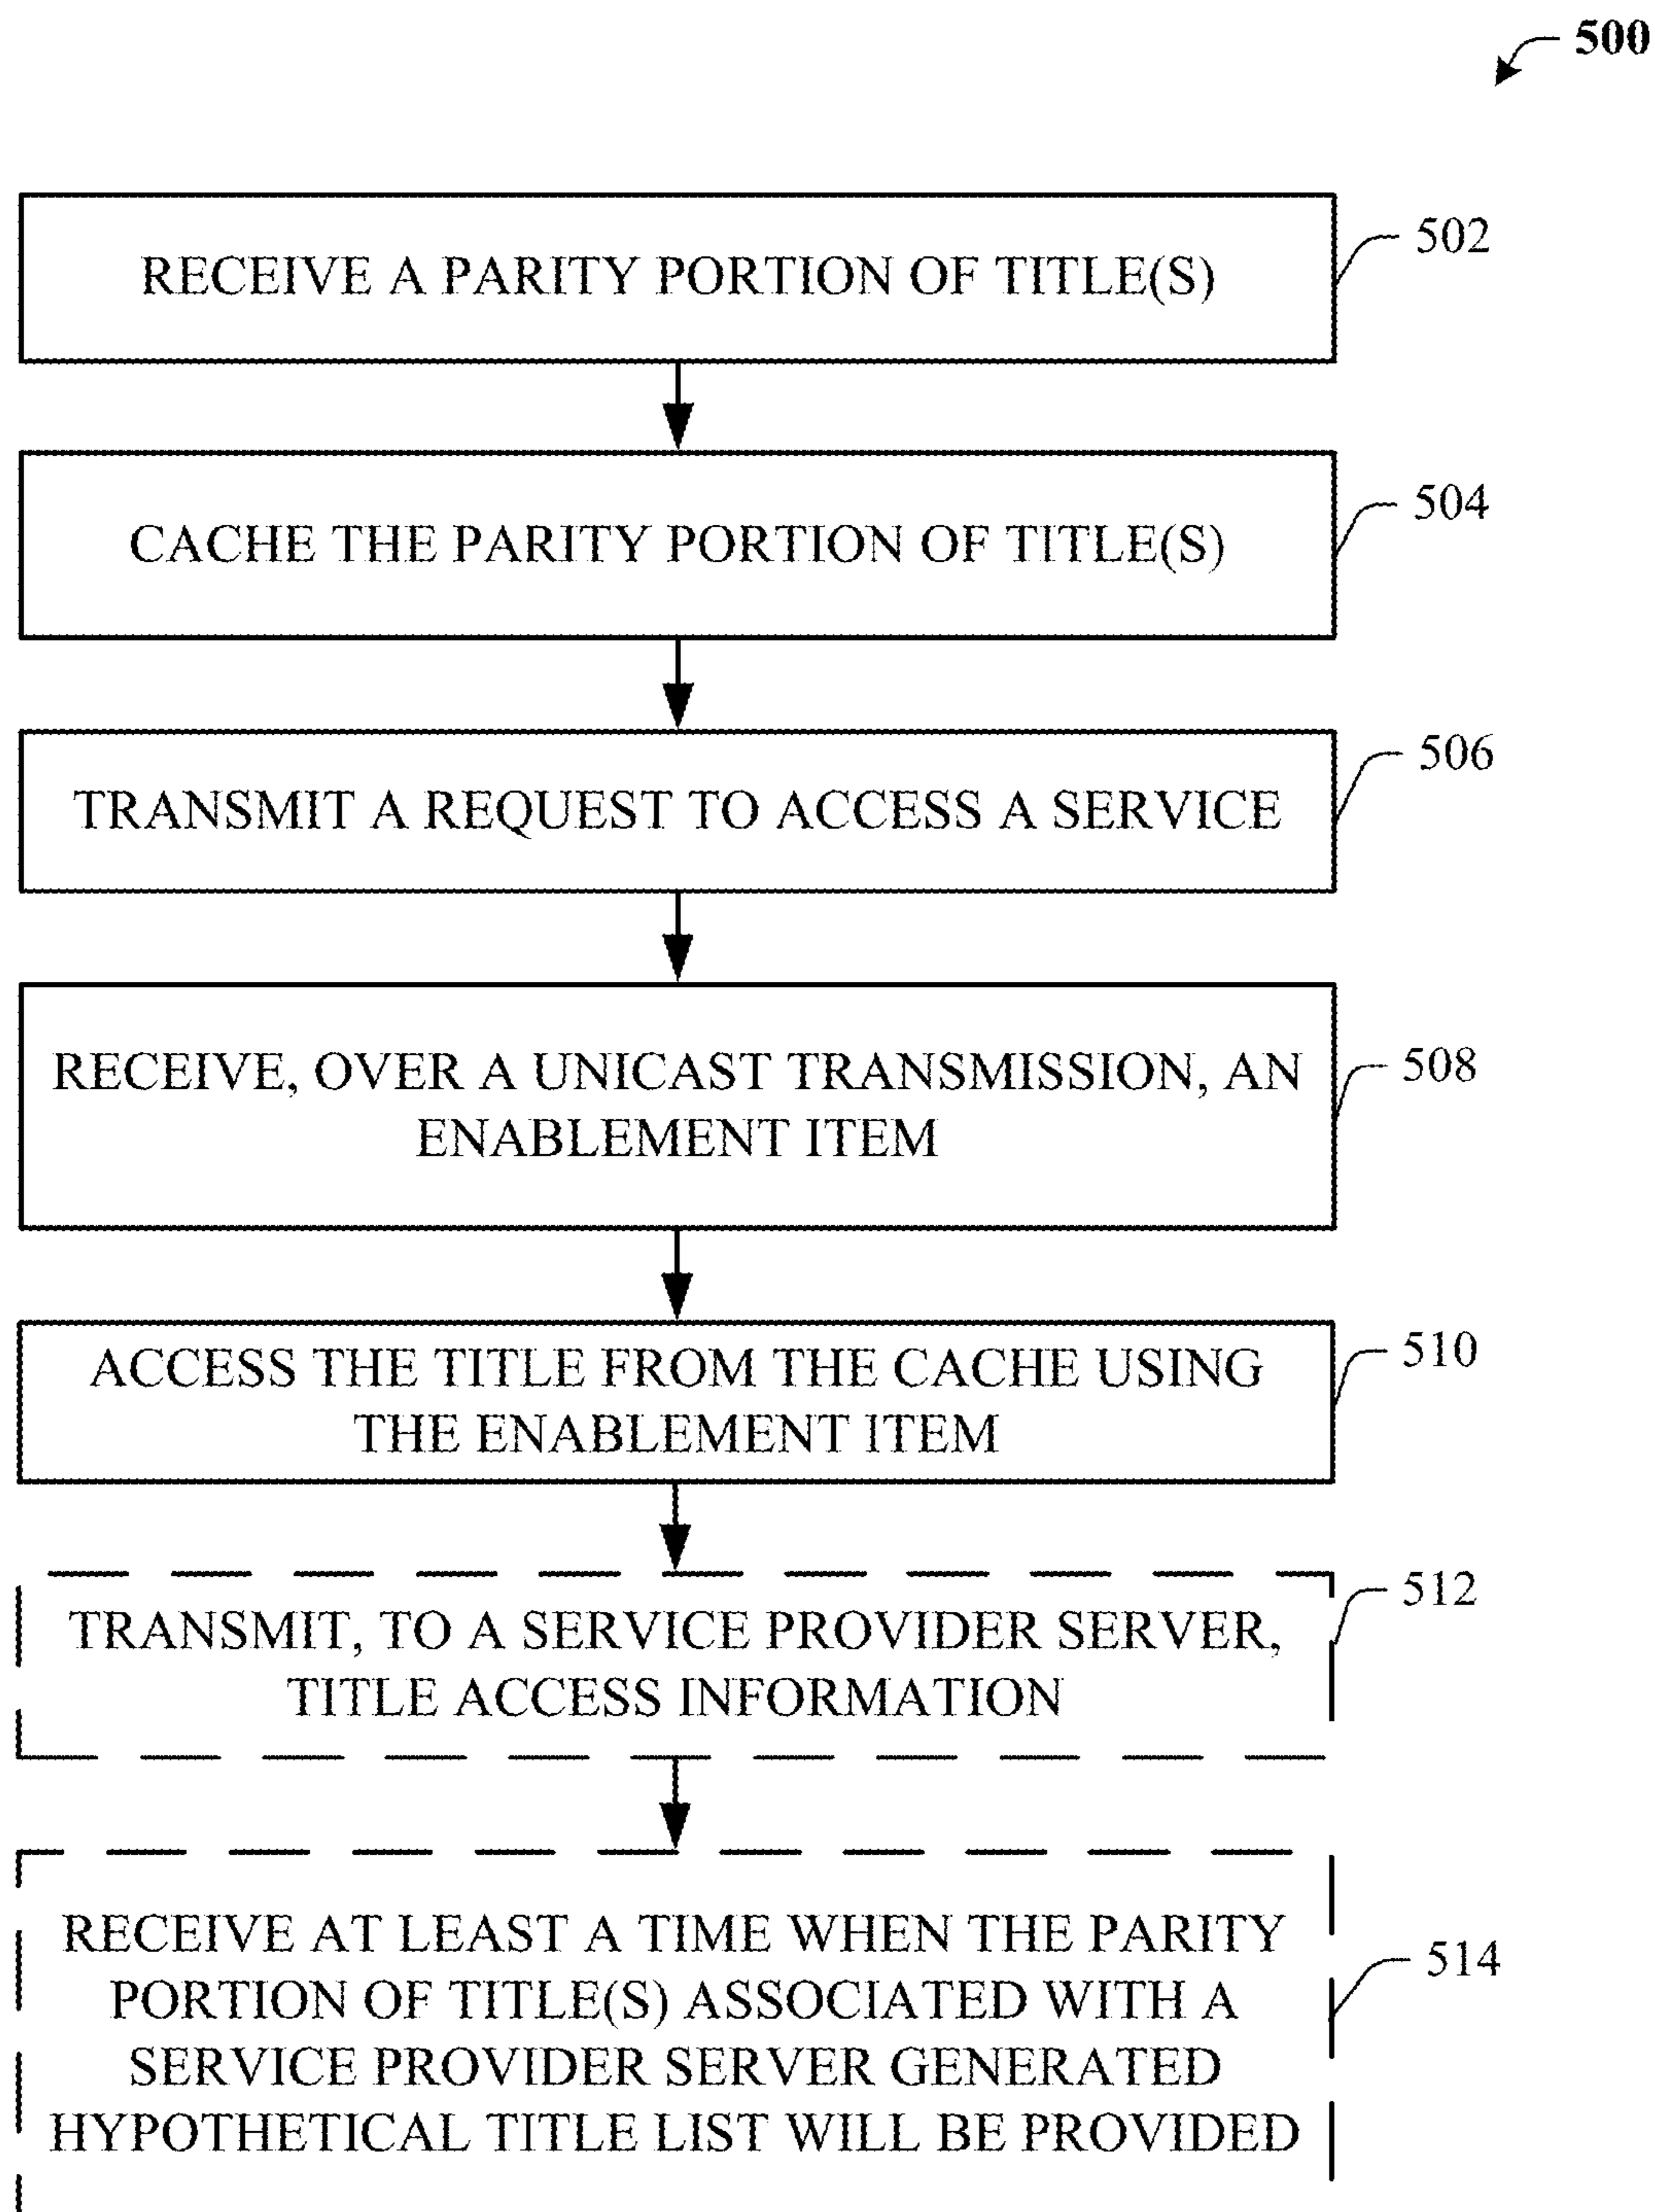 500
RECEIVE A PARITY PORTION OF TITLE(S)
502
CACHE THE PARITY PORTION OF TITLE(S)
504
TRANSMIT A REQUEST TO ACCESS A SERVICE
506
RECEIVE, OVER A UNICAST TRANSMISSION, AN
ENABLEMENT ITEM
508
ACCESS THE TITLE FROM THE CACHE USING
THE ENABLEMENT ITEM
510
TRANSMIT, TO A SERVICE PROVIDER SERVER,
TITLE ACCESS INFORMATION
512
RECEIVE AT LEAST A TIME WHEN THE PARITY
PORTION OF TITLE(S) ASSOCIATED WITH A
SERVICE PROVIDER SERVER GENERATED
HYPOTHETICAL TITLE LIST WILL BE PROVIDED
514